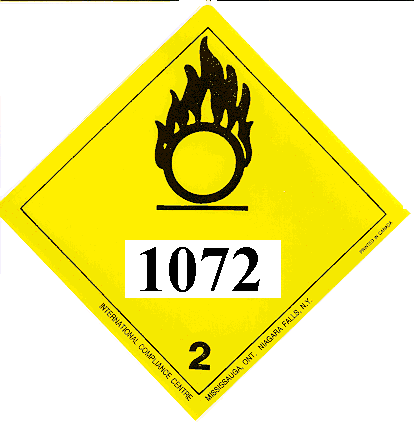 1072
2
INTERNATIONAL COMPLIANCE CENTRE
MISSISSAUGA, ONT. NIAGARA FALLS, N.Y.
PRINTED IN CANADA